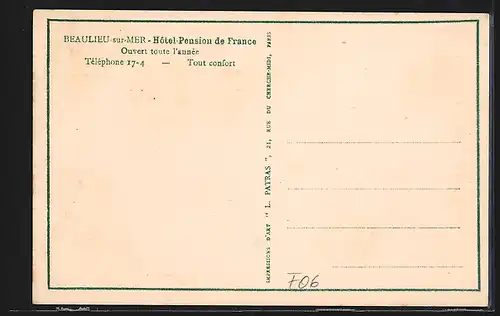 BEAULIEU-sur-MER - Hôtel-Pension de France
Ouvert toute l'année
Téléphone 17-4 — Tout confort
IMPRESSIONS D'ART " L. PATRAS ", 21, RUE DU CHERCHE-MIDI, PARIS
F06